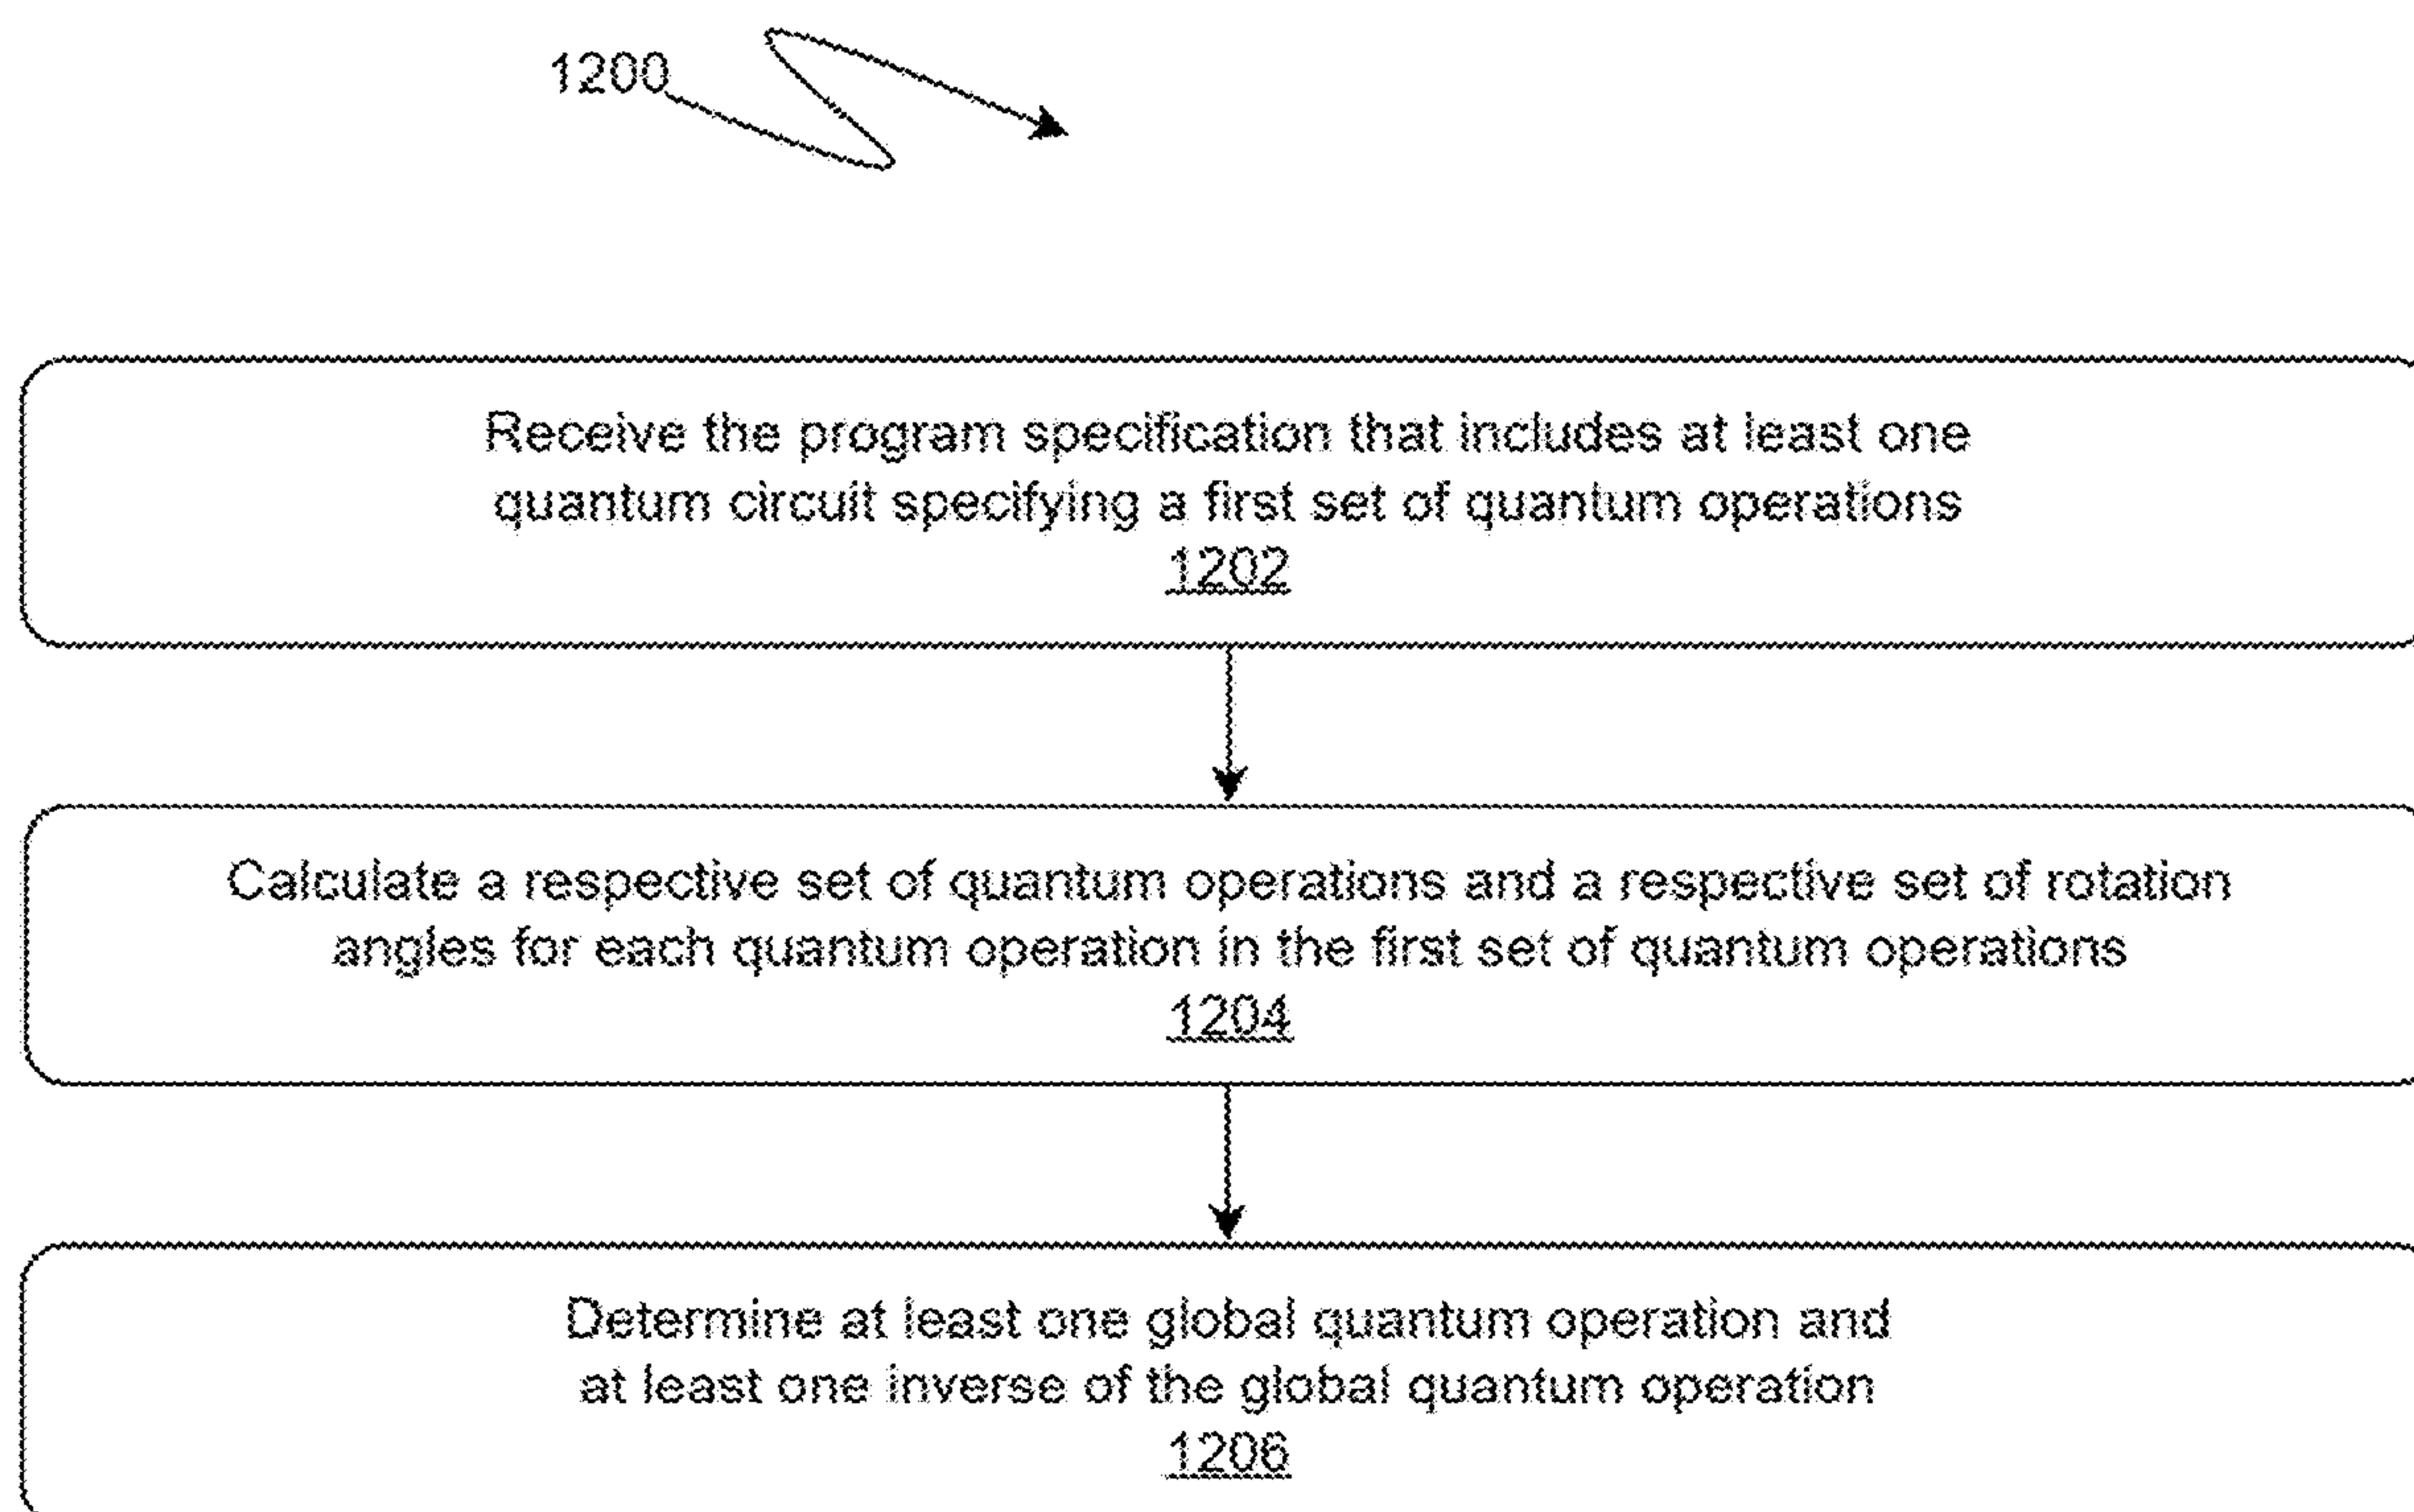 1200
Receive the program specification that includes at least one
quantum circuit specifying a first set of quantum operations
1202
Calculate a respective set of quantum operations and a respective set of rotation
angles for each quantum operation in the first set of quantum operations
1204
Determine at least one global quantum operation and
at least one inverse of the global quantum operation
1206